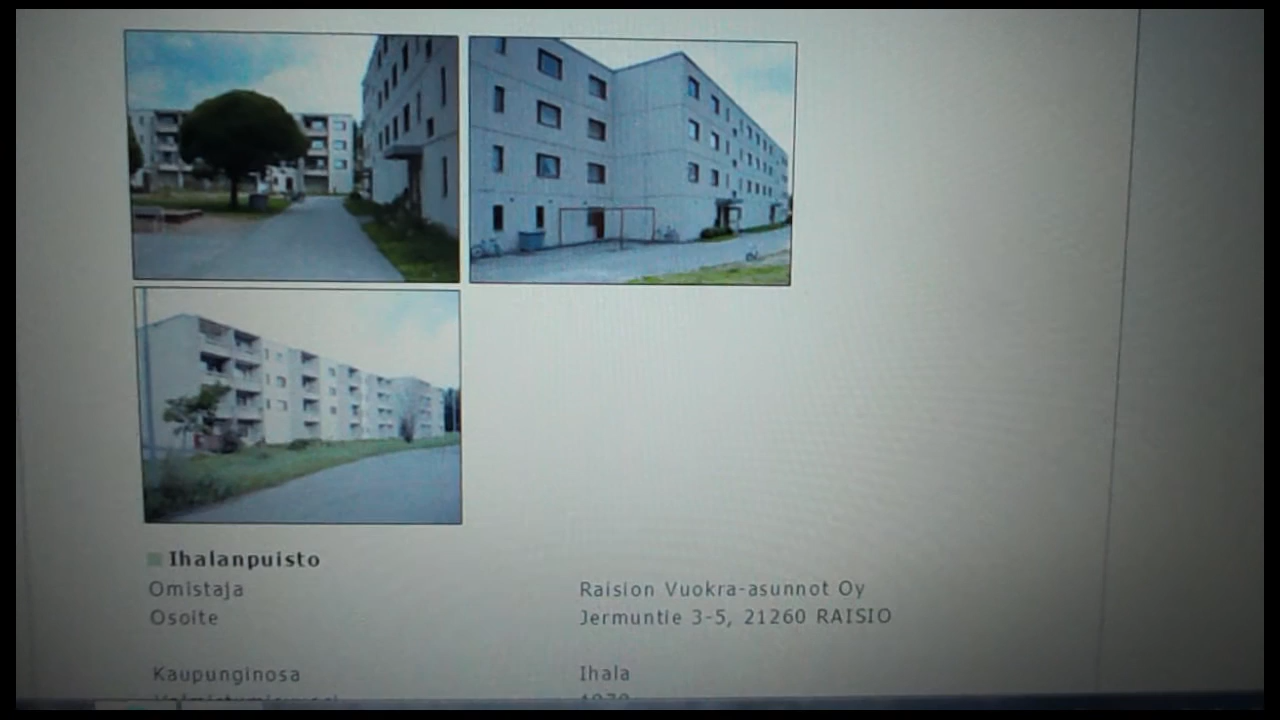 Ihalanpuisto
Omistaja Raision Vuokra-asunnot Oy
Osoite Jermuntie 3-5, 21260 RAISIO
Kaupunginosa Ihala